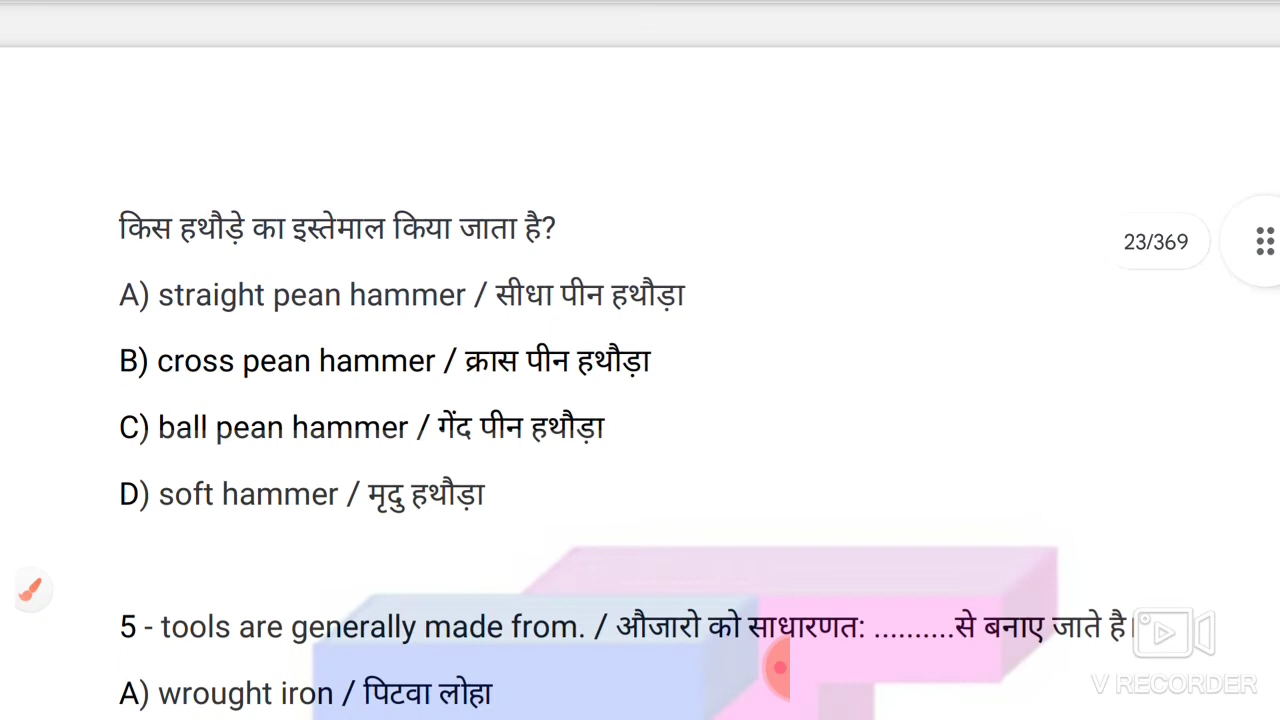 किस हथौड़े का इस्तेमाल किया जाता है?
23/369
A) straight pean hammer / सीधा पीन हथौड़ा
B) cross pean hammer / क्रास पीन हथौड़ा
C) ball pean hammer / गेंद पीन हथौड़ा
D) soft hammer / मृदु हथौड़ा
5 - tools are generally made from. / औजारो को साधारणत: ..........से बनाए जाते है।
A) wrought iron / पिटवा लोहा
V RECORDER